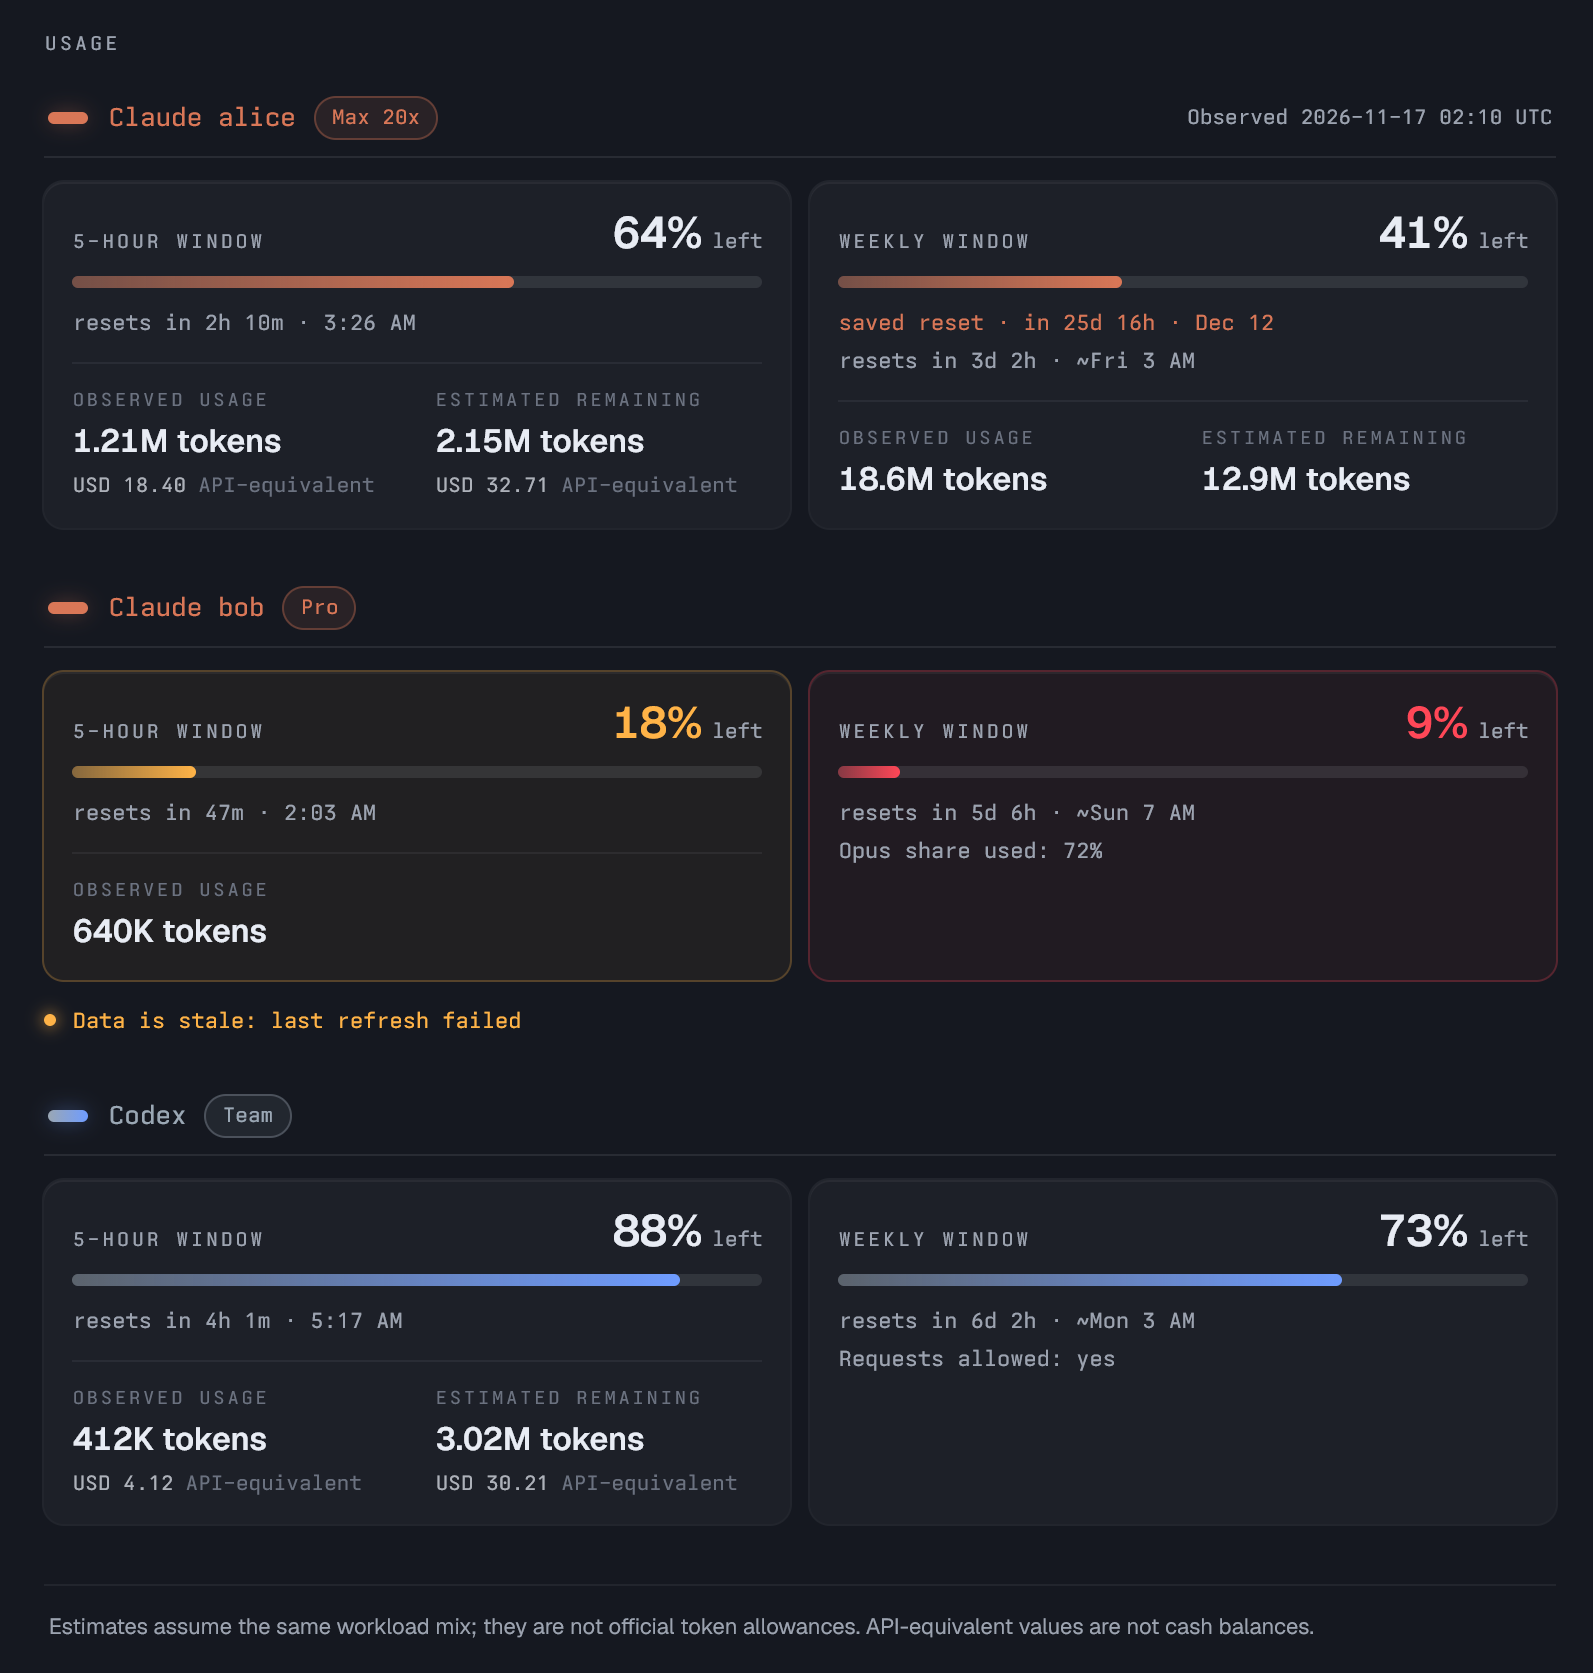 USAGE
Claude alice Max 20x Observed 2026-11-17 02:10 UTC
5-HOUR WINDOW 64% left
resets in 2h 10m · 3:26 AM
OBSERVED USAGE ESTIMATED REMAINING
1.21M tokens 2.15M tokens
USD 18.40 API-equivalent USD 32.71 API-equivalent
WEEKLY WINDOW 41% left
saved reset · in 25d 16h · Dec 12
resets in 3d 2h · ~Fri 3 AM
OBSERVED USAGE ESTIMATED REMAINING
18.6M tokens 12.9M tokens
Claude bob Pro
5-HOUR WINDOW 18% left
resets in 47m · 2:03 AM
OBSERVED USAGE
640K tokens
WEEKLY WINDOW 9% left
resets in 5d 6h · ~Sun 7 AM
Opus share used: 72%
Data is stale: last refresh failed
Codex Team
5-HOUR WINDOW 88% left
resets in 4h 1m · 5:17 AM
OBSERVED USAGE ESTIMATED REMAINING
412K tokens 3.02M tokens
USD 4.12 API-equivalent USD 30.21 API-equivalent
WEEKLY WINDOW 73% left
resets in 6d 2h · ~Mon 3 AM
Requests allowed: yes
Estimates assume the same workload mix; they are not official token allowances. API-equivalent values are not cash balances.